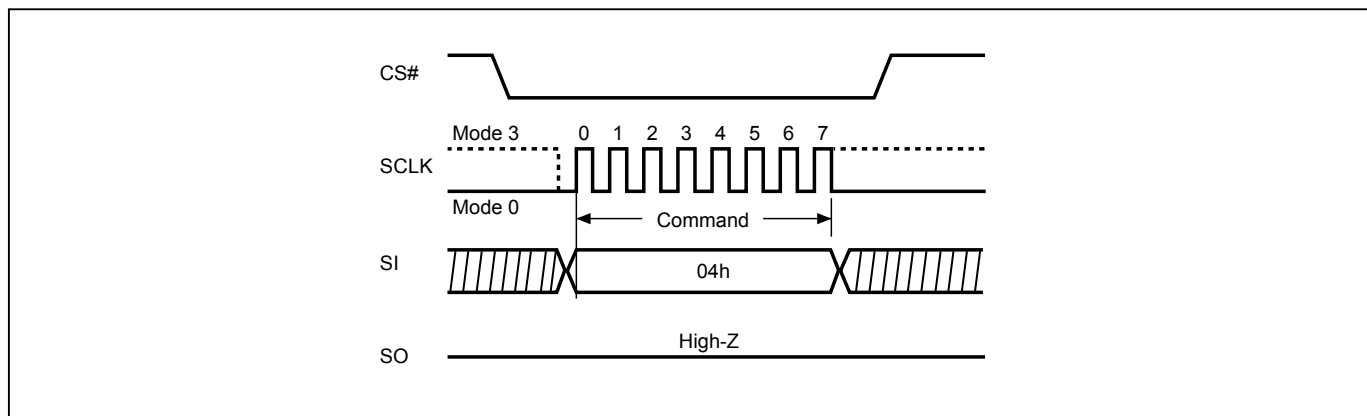 CS#
Mode 3 0 1 2 3 4 5 6 7
SCLK
Mode 0
Command
SI
04h
High-Z
SO